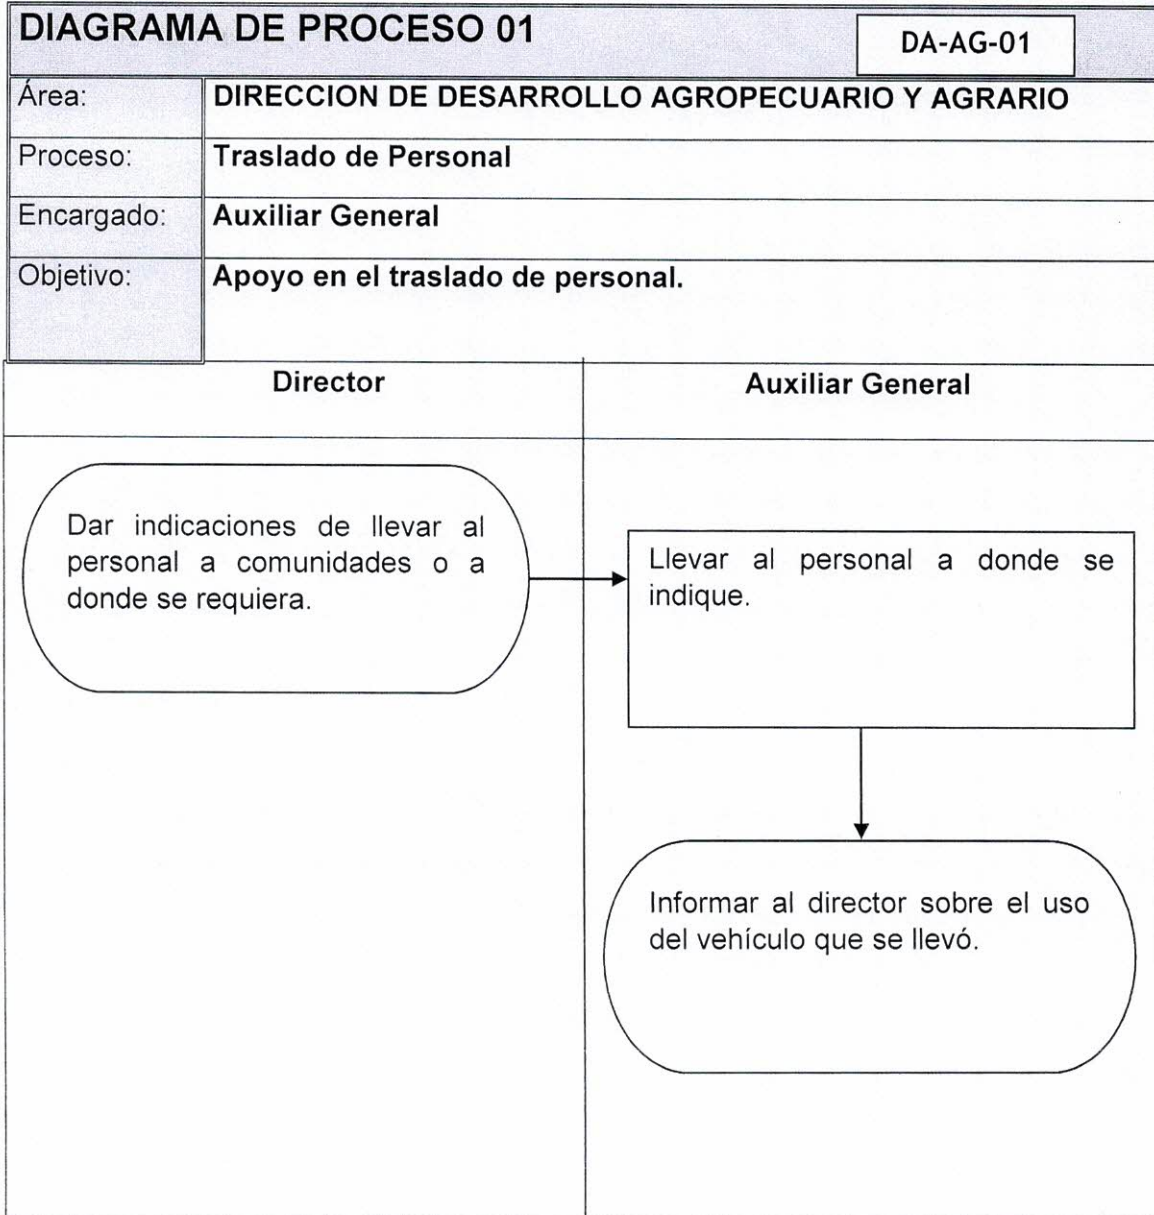 DIAGRAMA DE PROCESO 01
DA-AG-01
Área: DIRECCION DE DESARROLLO AGROPECUARIO Y AGRARIO
Proceso: Traslado de Personal
Encargado: Auxiliar General
Objetivo: Apoyo en el traslado de personal.
Director
Auxiliar General
Dar indicaciones de llevar al
personal a comunidades o a
donde se requiera.
Llevar al personal a donde se
indique.
Informar al director sobre el uso
del vehículo que se llevó.